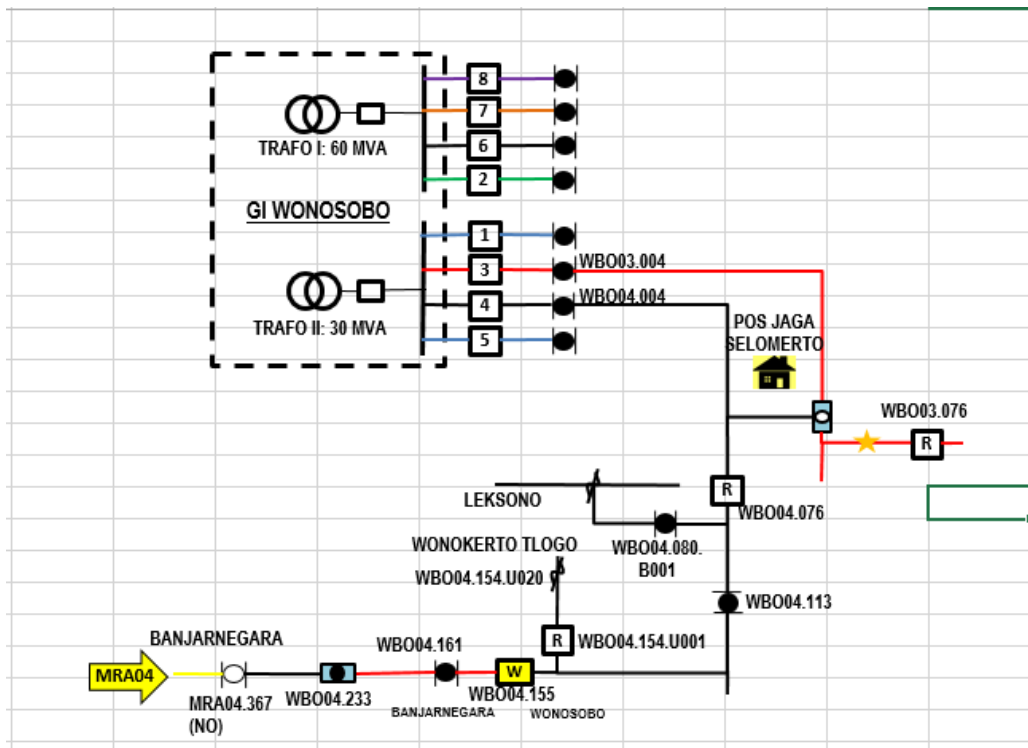 8
7
TRAFO I: 60 MVA
6
2
GI WONOSOBO
1
3
WBO03.004
4
WBO04.004
TRAFO II: 30 MVA
5
POS JAGA
SELOMERTO
WBO03.076
R
R
LEKSONO
WBO04.076
WONOKERTO TLOGO
WBO04.080.
B001
WBO04.154.U020
WBO04.113
BANJARNEGARA
WBO04.161
R
WBO04.154.U001
MRA04
W
MRA04.367
(NO)
WBO04.233
WBO04.155
BANJARNEGARA
WONOSOBO